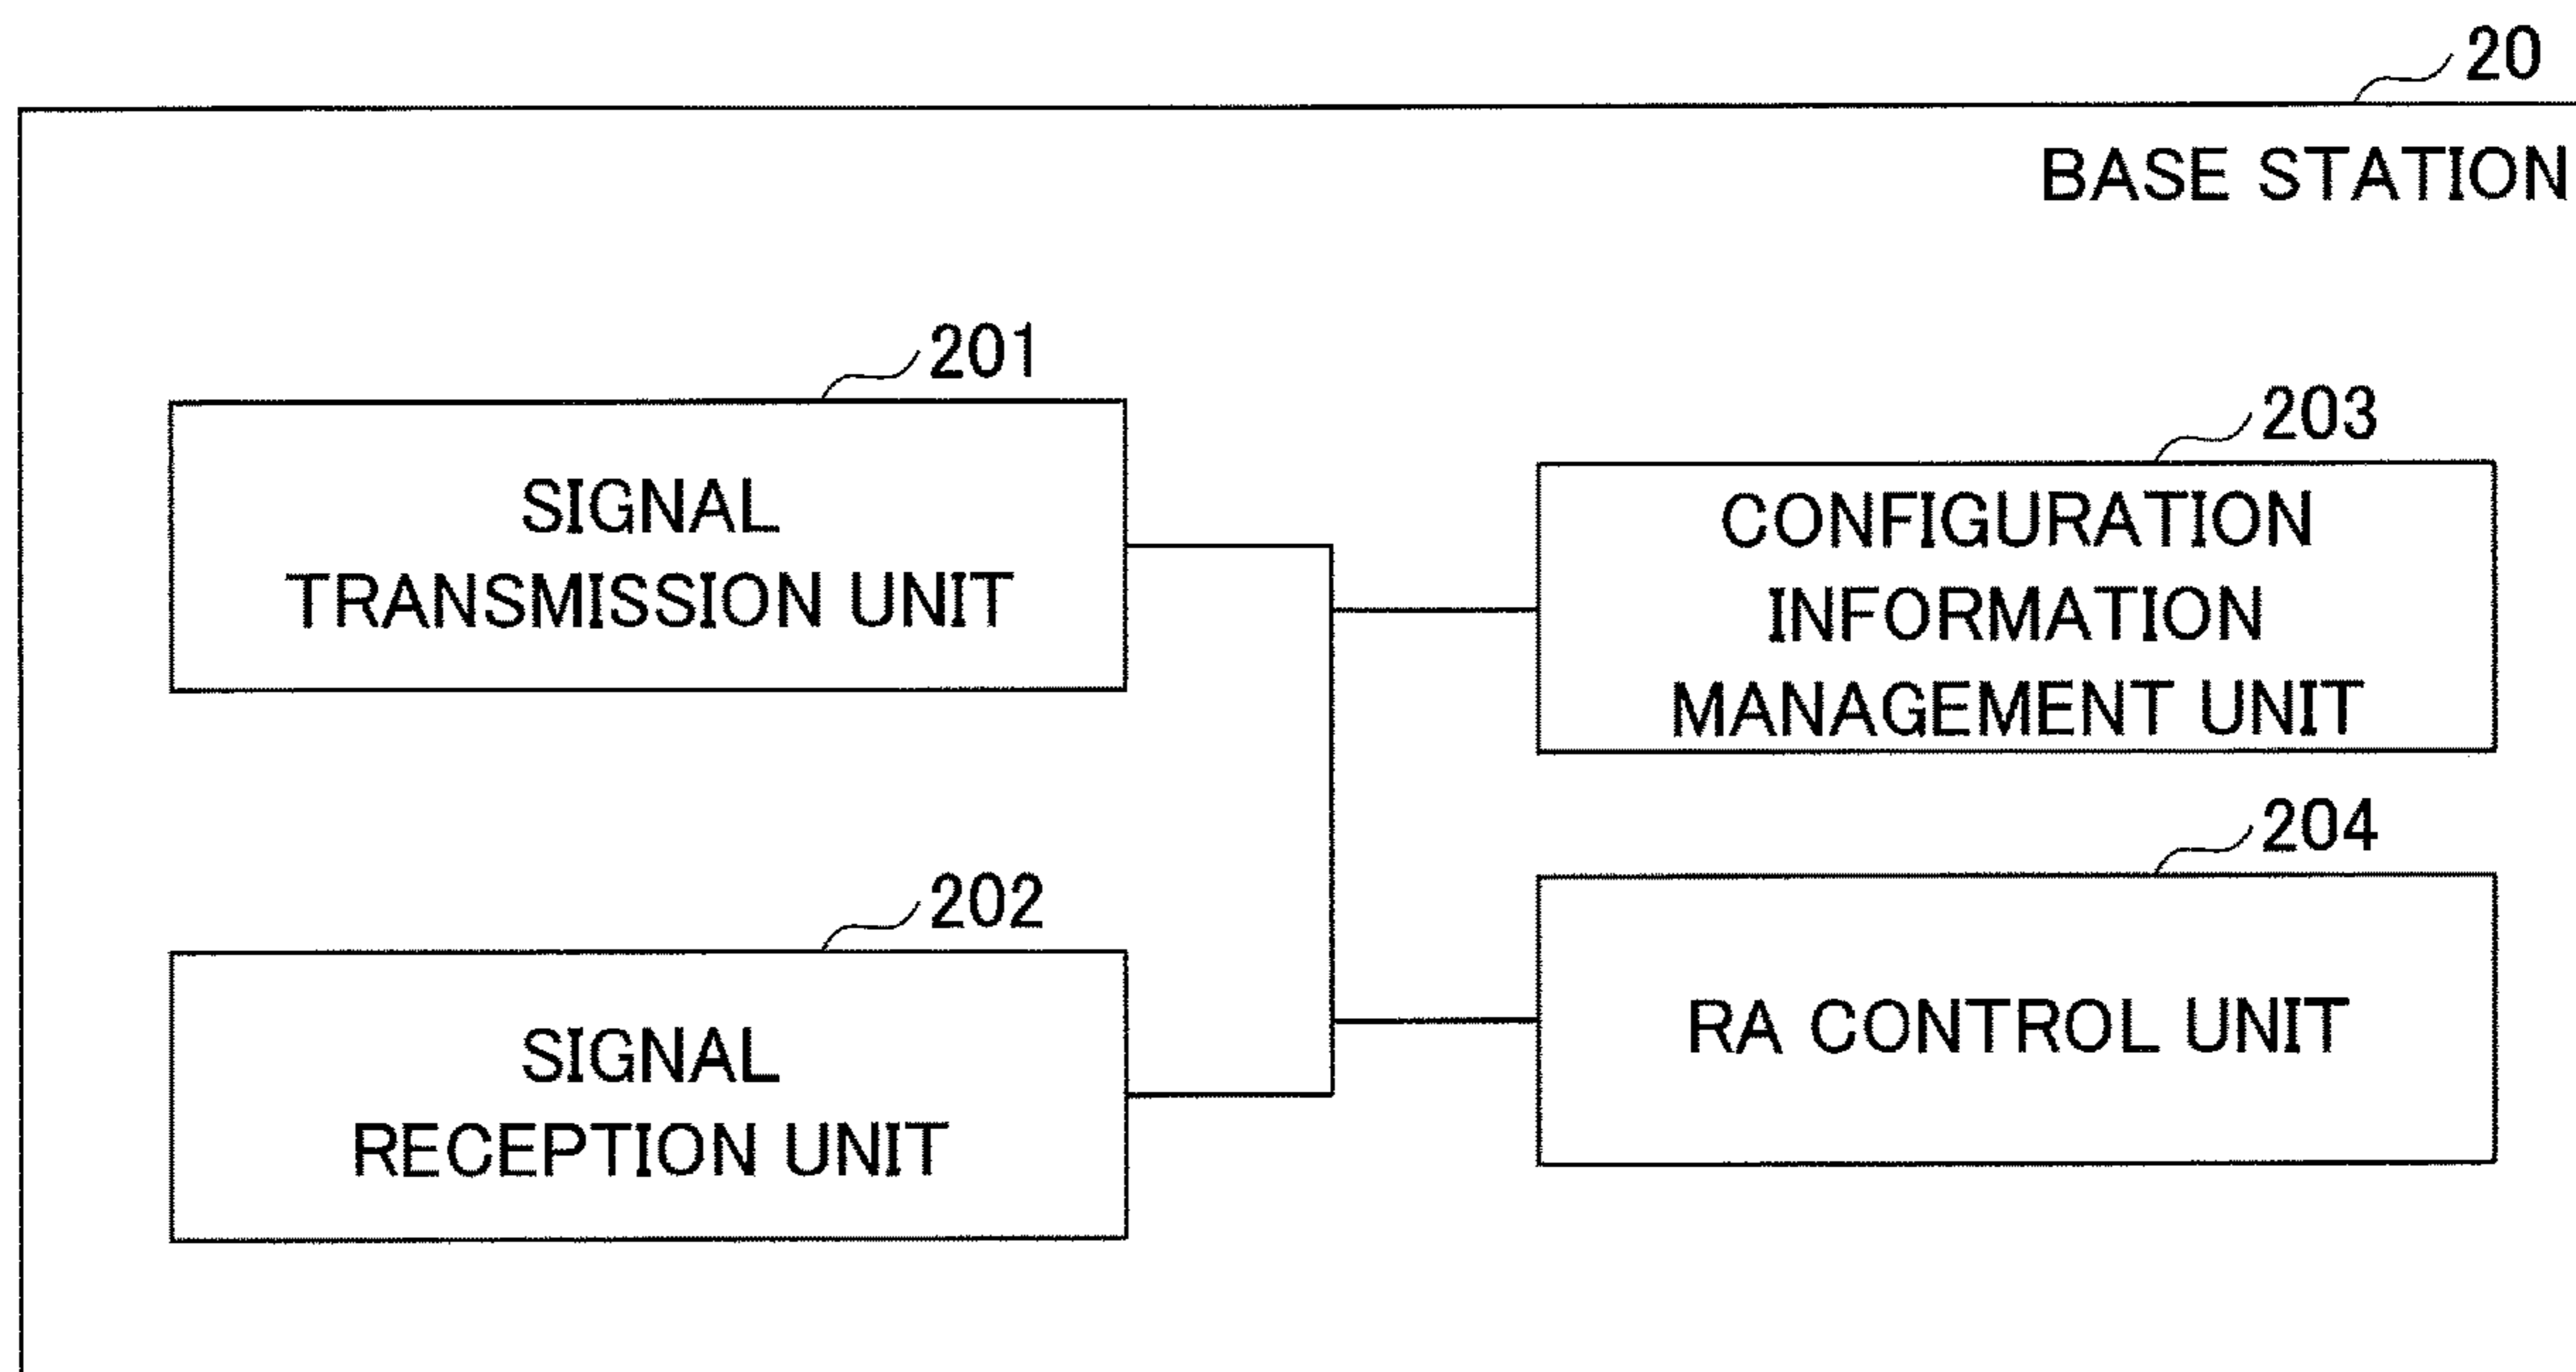 20
BASE STATION
201
SIGNAL
TRANSMISSION UNIT
203
CONFIGURATION
INFORMATION
MANAGEMENT UNIT
202
SIGNAL
RECEPTION UNIT
204
RA CONTROL UNIT